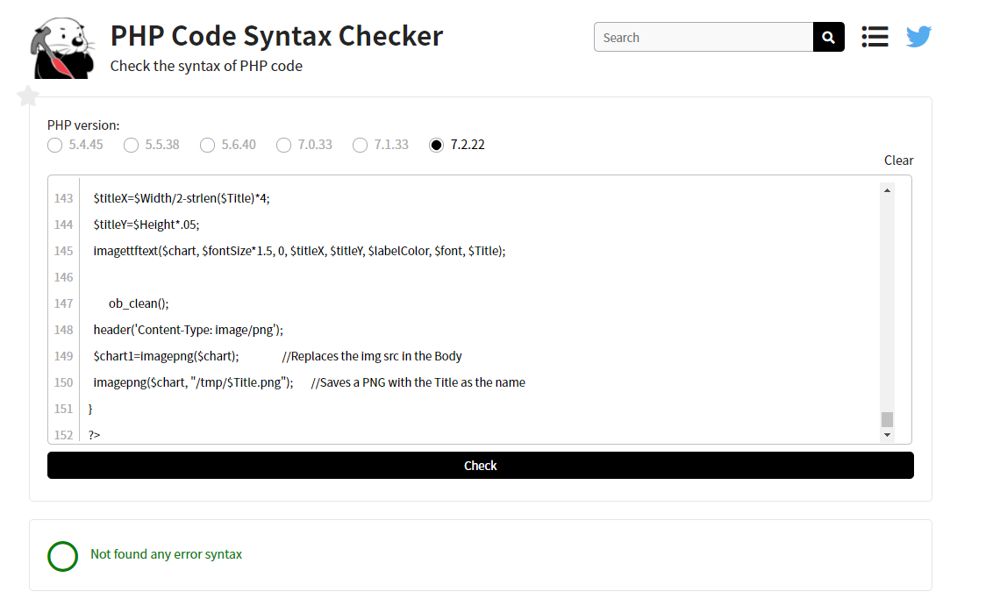 PHP Code Syntax Checker
Check the syntax of PHP code
Search
PHP version:
5.4.45 5.5.38 5.6.40 7.0.33 7.1.33 7.2.22
Clear
143 $titleX=$Width/2-strlen($Title)*4;
144 $titleY=$Height*.05;
145 imagettftext($chart, $fontSize*1.5, 0, $titleX, $titleY, $labelColor, $font, $Title);
146
147 ob_clean();
148 header('Content-Type: image/png');
149 $chart1=imagepng($chart); //Replaces the img src in the Body
150 imagepng($chart, "/tmp/$Title.png"); //Saves a PNG with the Title as the name
151 }
152 ?>
Check
Not found any error syntax